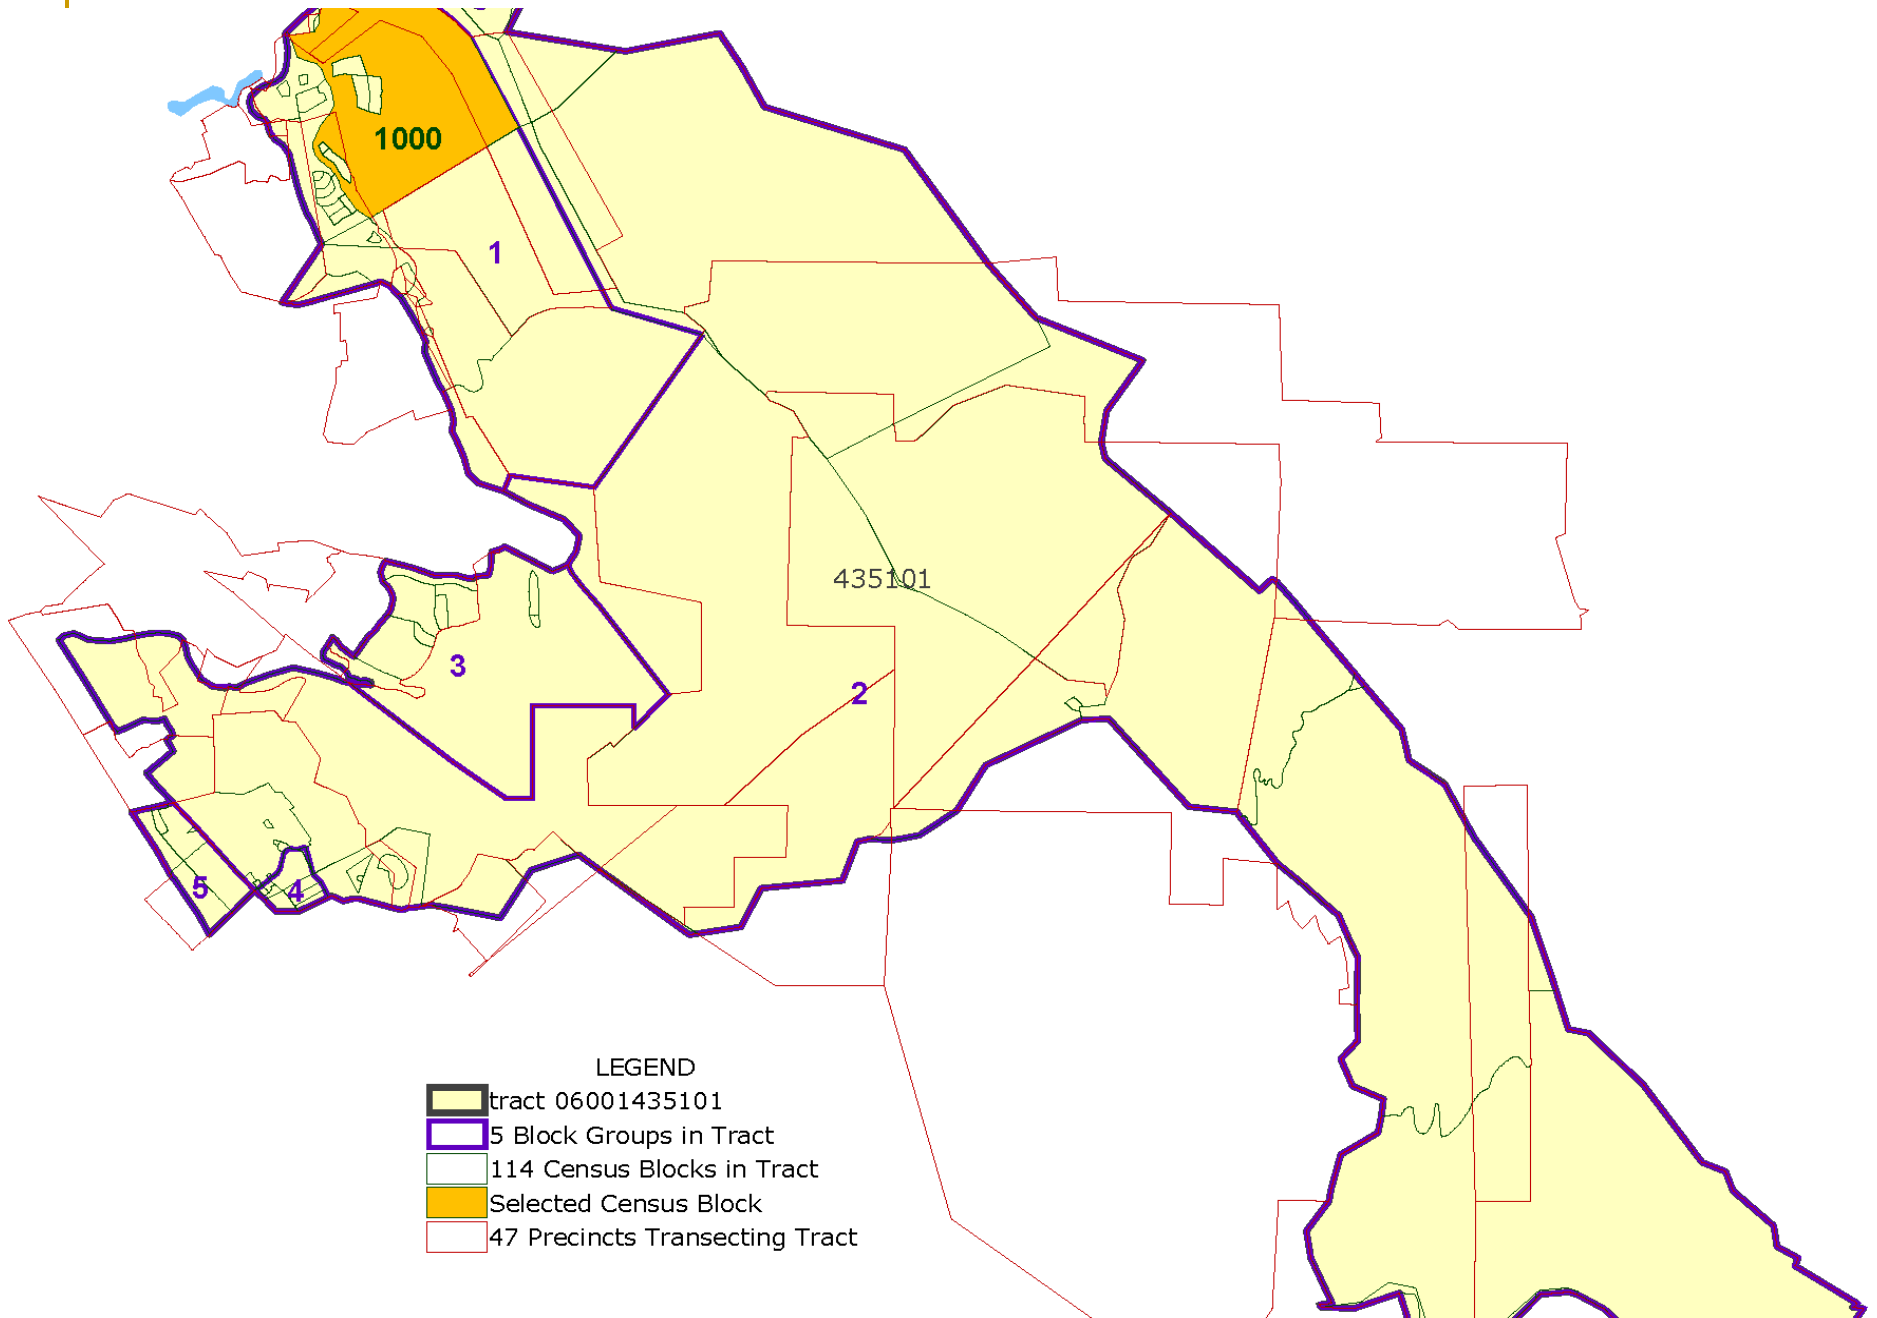 1000
1
435101
3
2
5
4
LEGEND
tract 06001435101
5 Block Groups in Tract
114 Census Blocks in Tract
Selected Census Block
47 Precincts Transecting Tract